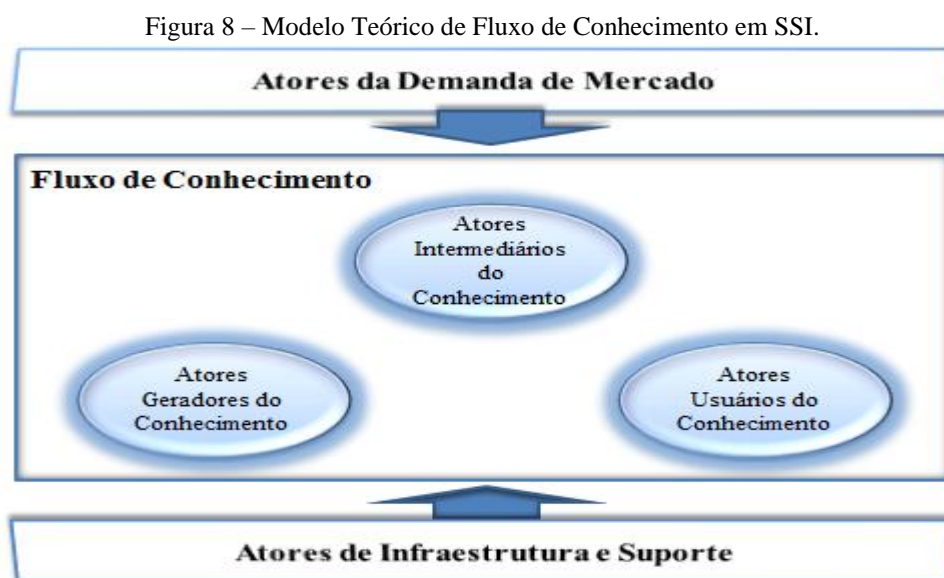 Figura 8 – Modelo Teórico de Fluxo de Conhecimento em SSI.
Atores da Demanda de Mercado
Fluxo de Conhecimento
Atores
Intermediários
do
Conhecimento
Atores
Geradores do
Conhecimento
Atores
Usuários do
Conhecimento
Atores de Infraestrutura e Suporte